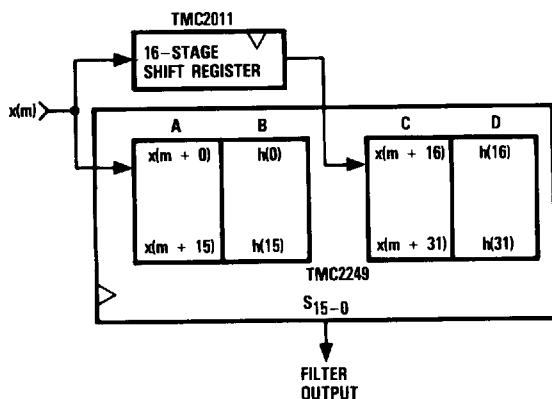 TMC2011
16-STAGE
SHIFT REGISTER
x(m)
A B C D
x(m + 0) h(0) x(m + 16) h(16)
x(m + 15) h(15) x(m + 31) h(31)
TMC2249
S15-0
FILTER
OUTPUT